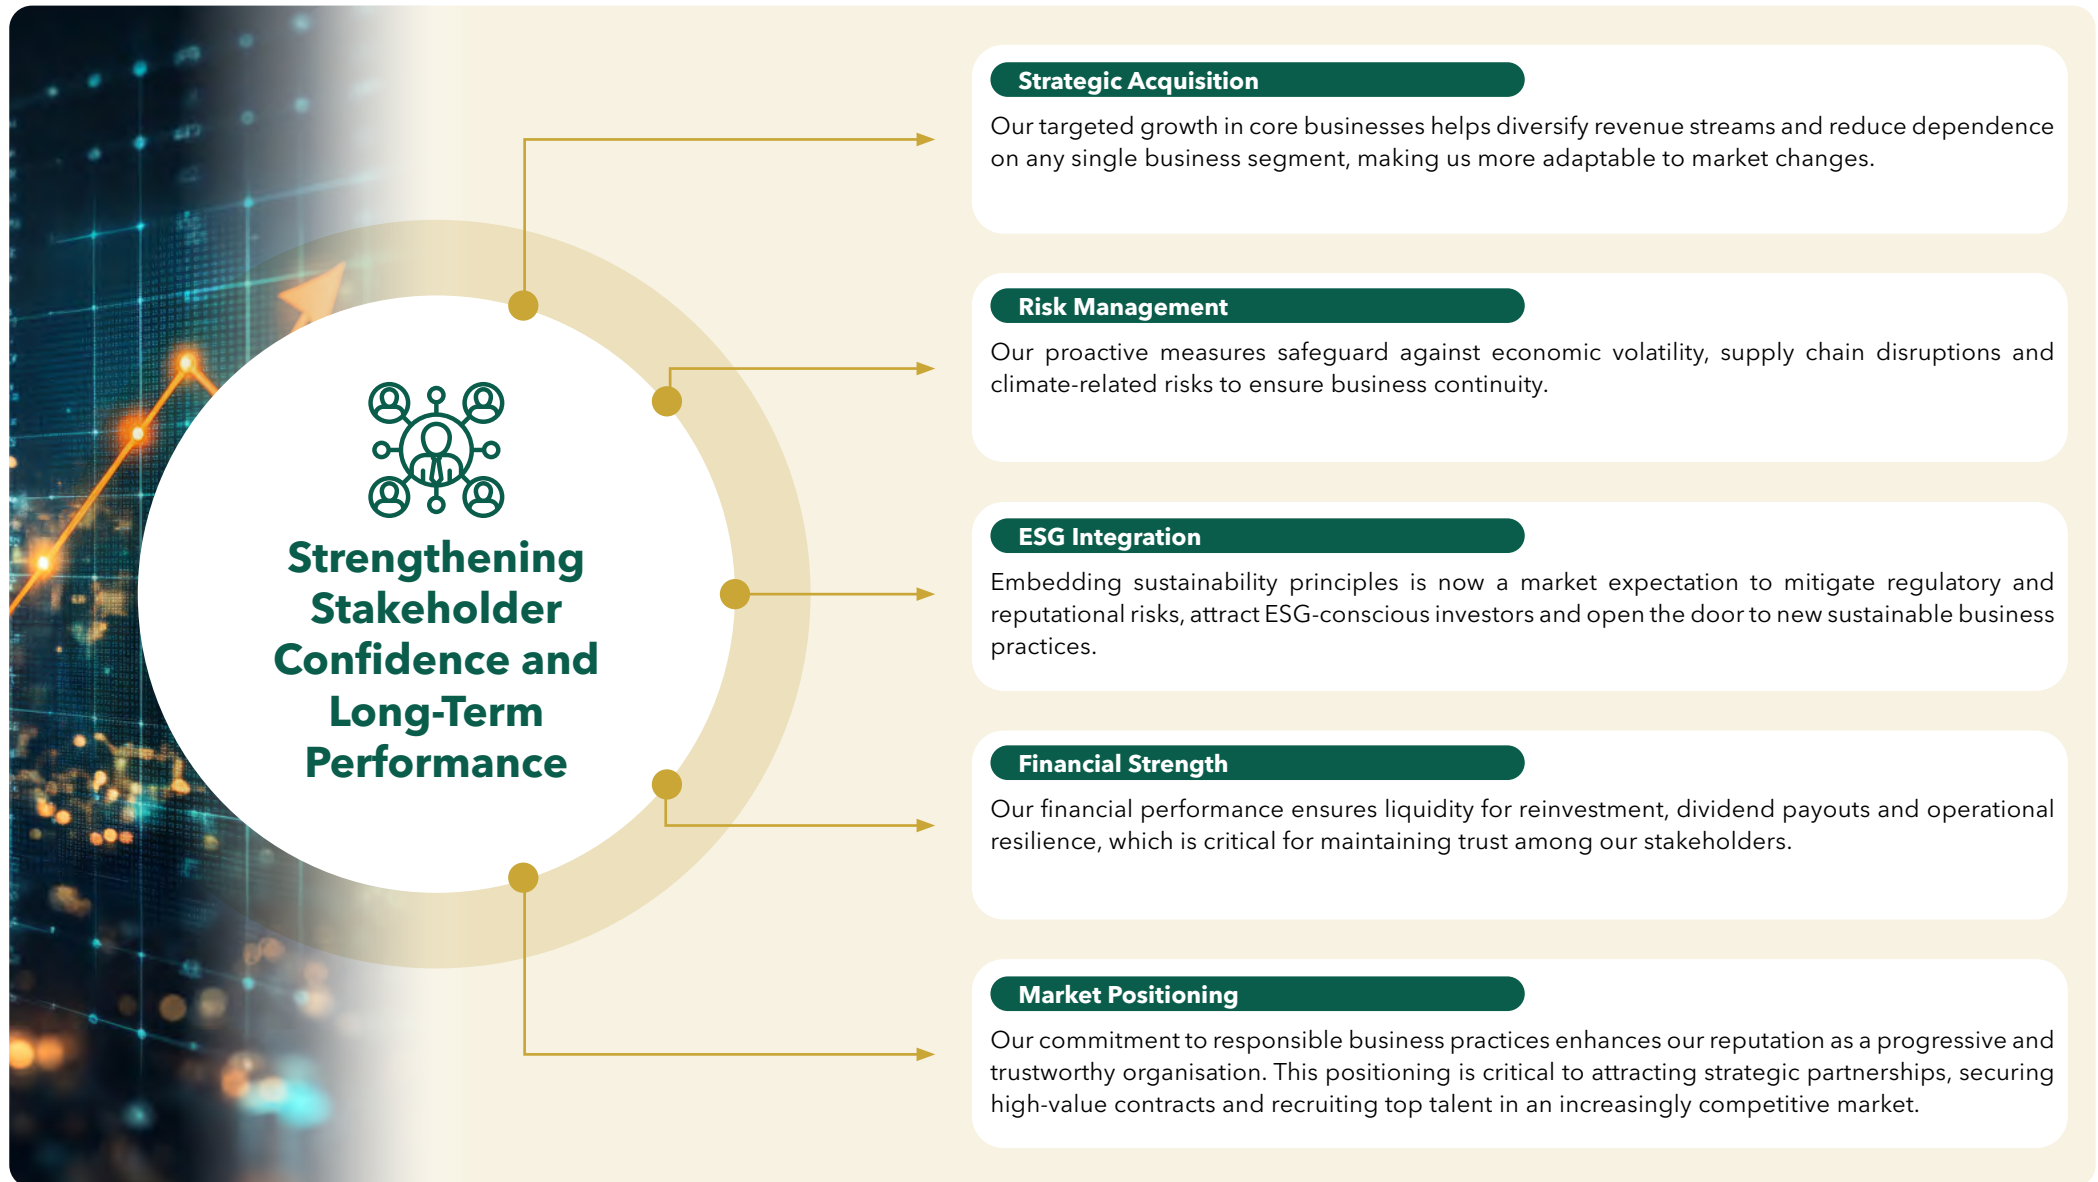 Strengthening
Stakeholder
Confidence and
Long-Term
Performance
Strategic Acquisition
Our targeted growth in core businesses helps diversify revenue streams and reduce dependence
on any single business segment, making us more adaptable to market changes.
Risk Management
Our proactive measures safeguard against economic volatility, supply chain disruptions and
climate-related risks to ensure business continuity.
ESG Integration
Embedding sustainability principles is now a market expectation to mitigate regulatory and
reputational risks, attract ESG-conscious investors and open the door to new sustainable business
practices.
Financial Strength
Our financial performance ensures liquidity for reinvestment, dividend payouts and operational
resilience, which is critical for maintaining trust among our stakeholders.
Market Positioning
Our commitment to responsible business practices enhances our reputation as a progressive and
trustworthy organisation. This positioning is critical to attracting strategic partnerships, securing
high-value contracts and recruiting top talent in an increasingly competitive market.